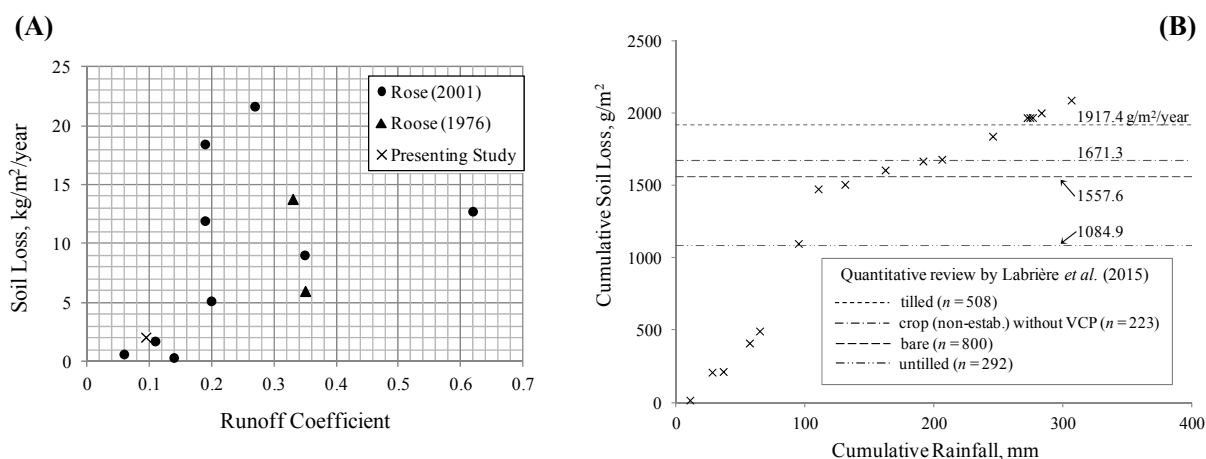 (A)
25
20
15
10
5
0
Soil Loss, kg/m²/year
0 0.1 0.2 0.3 0.4 0.5 0.6 0.7
Runoff Coefficient
Rose (2001)
Roose (1976)
Presenting Study
(B)
2500
2000
1500
1000
500
0
Cumulative Soil Loss, g/m²
0 100 200 300 400
Cumulative Rainfall, mm
1917.4 g/m²/year
1671.3
1557.6
1084.9
Quantitative review by Labrière et al. (2015)
tilled (n = 508)
crop (non-estab.) without VCP (n = 223)
bare (n = 800)
untilled (n = 292)